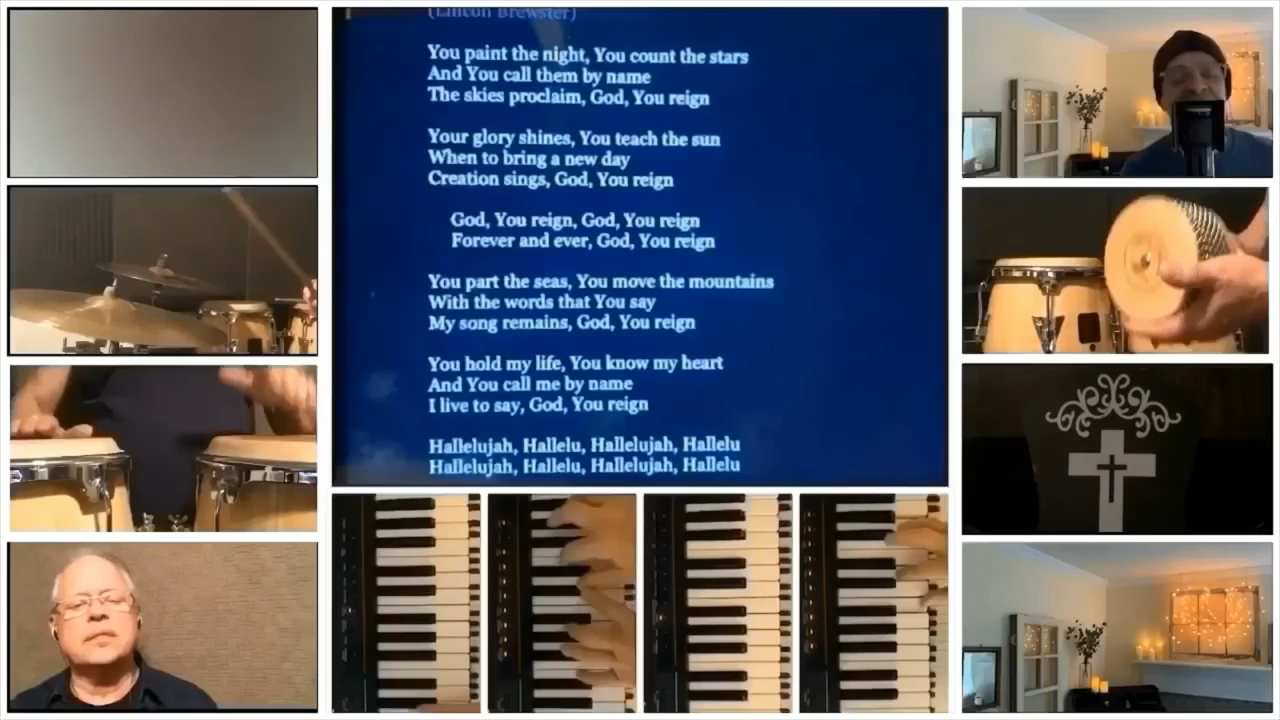 (Lincon Brewster)
You paint the night, You count the stars
And You call them by name
The skies proclaim, God, You reign
Your glory shines, You teach the sun
When to bring a new day
Creation sings, God, You reign
God, You reign, God, You reign
Forever and ever, God, You reign
You part the seas, You move the mountains
With the words that You say
My song remains, God, You reign
You hold my life, You know my heart
And You call me by name
I live to say, God, You reign
Hallelujah, Hallelu, Hallelujah, Hallelu
Hallelujah, Hallelu, Hallelujah, Hallelu